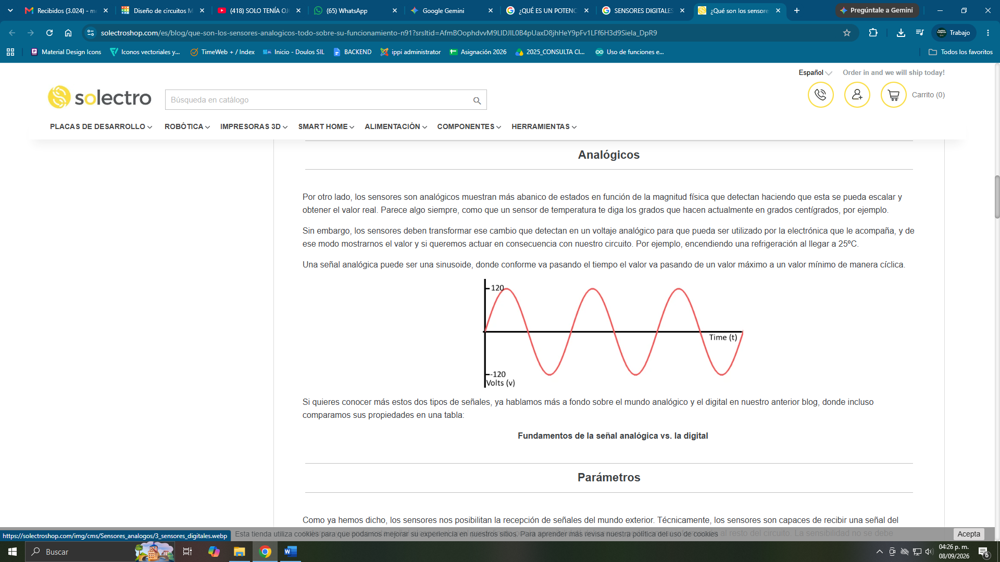 Recibidos (3.024) - m
Diseño de circuitos M
(418) SOLO TENÍA OJ
(65) WhatsApp
Google Gemini
¿QUÉ ES UN POTENC
SENSORES DIGITALES
¿Qué son los sensore
Pregúntale a Gemini
solectroshop.com/es/blog/que-son-los-sensores-analogicos-todo-sobre-su-funcionamiento-n91?srsltid=AfmBOophdvvM9LlDJlL0B4pUaxD8jhHeY9pFv1LFf6H3d9Siela_DpR9
Trabajo
Material Design Icons
Iconos vectoriales y...
TimeWeb + / Index
Inicio - Doulos SIL
BACKEND
ippi administrator
Asignación 2026
2025_CONSULTA CI...
Uso de funciones e...
Todos los favoritos
Español
Order in and we will ship today!
solectro
Búsqueda en catálogo
Carrito (0)
PLACAS DE DESARROLLO
ROBÓTICA
IMPRESORAS 3D
SMART HOME
ALIMENTACIÓN
COMPONENTES
HERRAMIENTAS
Analógicos
Por otro lado, los sensores son analógicos muestran más abanico de estados en función de la magnitud física que detectan haciendo que esta se pueda escalar y
obtener el valor real. Parece algo siempre, como que un sensor de temperatura te diga los grados que hacen actualmente en grados centígrados, por ejemplo.
Sin embargo, los sensores deben transformar ese cambio que detectan en un voltaje analógico para que pueda ser utilizado por la electrónica que le acompaña, y de
ese modo mostrarnos el valor y si queremos actuar en consecuencia con nuestro circuito. Por ejemplo, encendiendo una refrigeración al llegar a 25ºC.
Una señal analógica puede ser una sinusoide, donde conforme va pasando el tiempo el valor va pasando de un valor máximo a un valor mínimo de manera cíclica.
120
Time (t)
-120
Volts (v)
Si quieres conocer más estos dos tipos de señales, ya hablamos más a fondo sobre el mundo analógico y el digital en nuestro anterior blog, donde incluso
comparamos sus propiedades en una tabla:
Fundamentos de la señal analógica vs. la digital
Parámetros
Como ya hemos dicho, los sensores nos posibilitan la recepción de señales del mundo exterior. Técnicamente, los sensores son capaces de recibir una señal del
al resto del circuito. La sensibilidad no se debe
https://solectroshop.com/img/cms/Sensores_analogos/3_sensores_digitales.webp
Esta tienda utiliza cookies para que podamos mejorar su experiencia en nuestros sitios. Para aprender más revisa nuestra política del uso de cookies
Acepta
Buscar
04:26 p. m.
08/09/2026
6